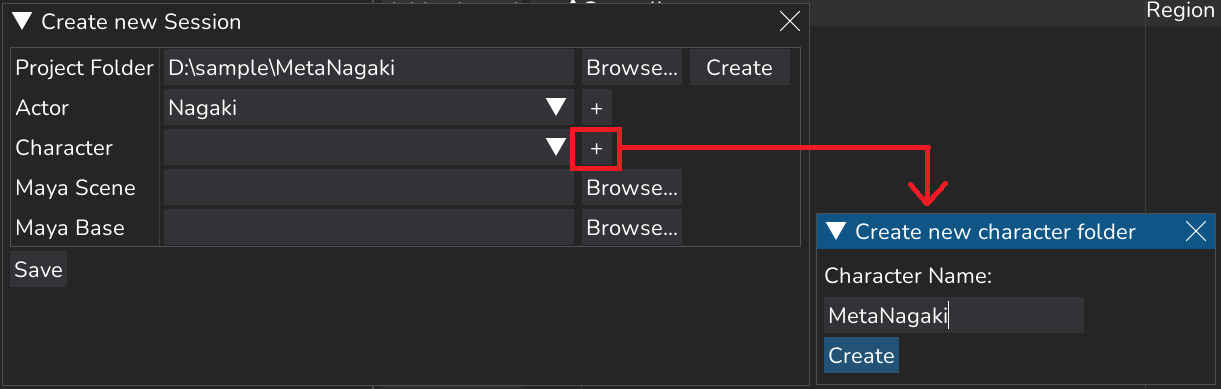 Region
Create new Session
Project Folder D:\sample\MetaNagaki Browse... Create
Actor Nagaki +
Character +
Maya Scene Browse...
Maya Base Browse...
Save
Create new character folder
Character Name:
MetaNagaki
Create